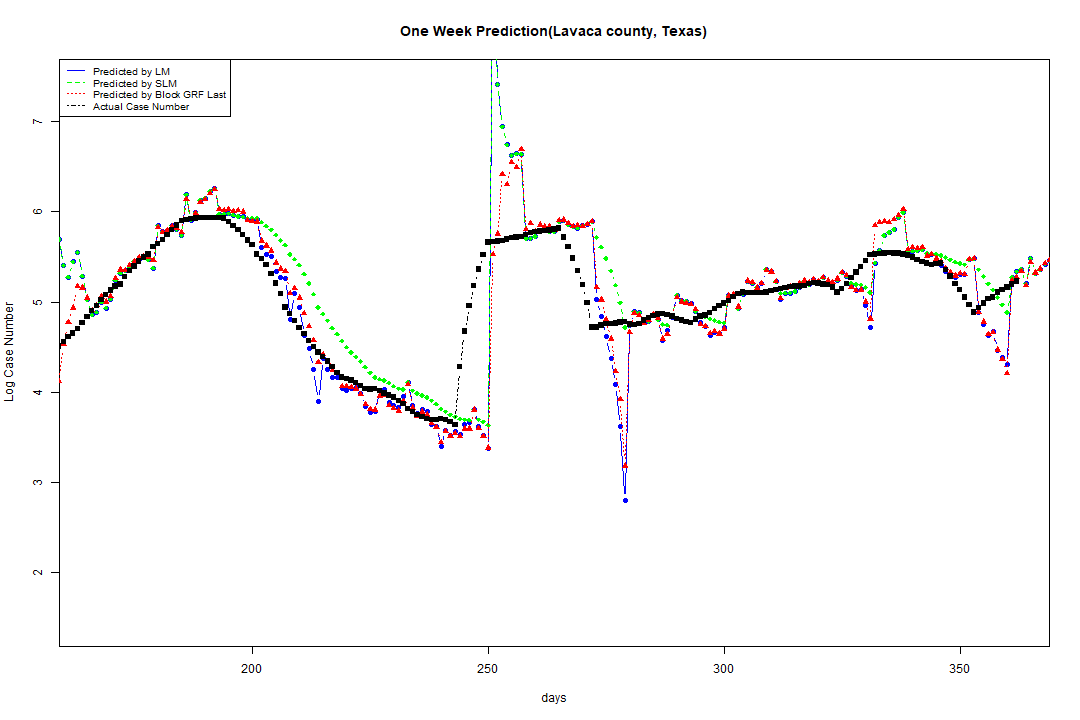 One Week Prediction(Lavaca county, Texas)
Predicted by LM
Predicted by SLM
Predicted by Block GRF Last
Actual Case Number
Log Case Number
7
6
5
4
3
2
200 250 300 350
days